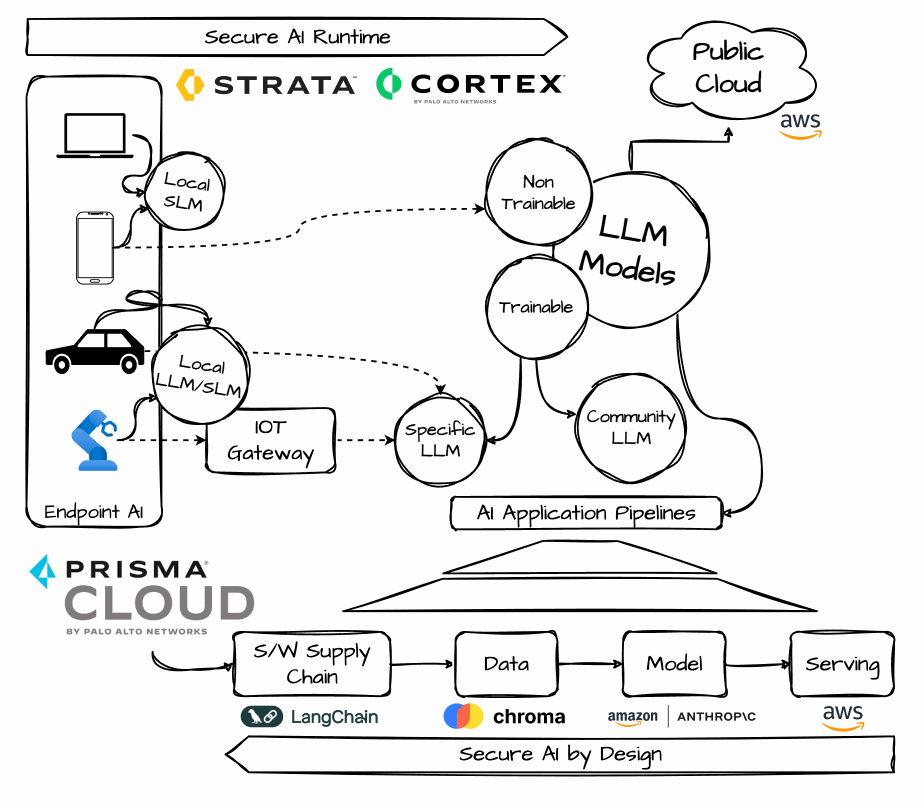 Secure AI Runtime
STRATA™
CORTEX™
BY PALO ALTO NETWORKS
Public
Cloud
aws
Local
SLM
Non
Trainable
LLM
Models
Trainable
Local
LLM/SLM
IOT
Gateway
Specific
LLM
Community
LLM
Endpoint AI
AI Application Pipelines
PRISMA®
CLOUD
BY PALO ALTO NETWORKS
S/W Supply
Chain
Data
Model
Serving
LangChain
chroma
amazon | ANTHROP\C
aws
Secure AI by Design